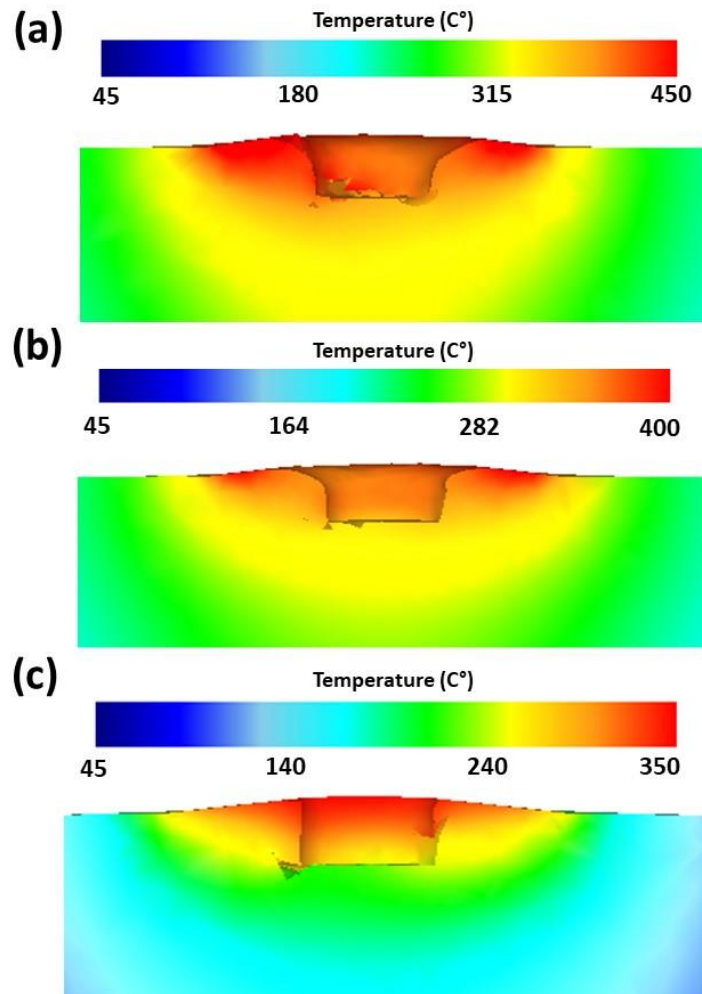 (a)
Temperature (C°)
45 180 315 450
(b)
Temperature (C°)
45 164 282 400
(c)
Temperature (C°)
45 140 240 350